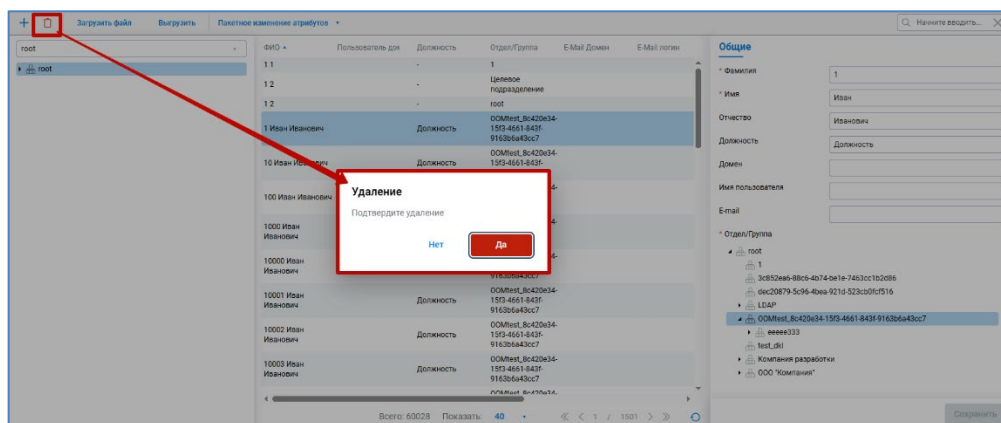 Загрузить файл Выгрузить Пакетное изменение атрибутов Начните вводить...
root
root
ФИО Пользователь дом Должность Отдел/Группа E-Mail Домен E-Mail логин
1 1 - 1
1 2 - Целевое
подразделение
1 2 - root
1 Иван Иванович Должность OOMtest_8c420e34-
15f3-4661-843f-
9163b6a43cc7
10 Иван Иванович Должность OOMtest_8c420e34-
15f3-4661-843f-
100 Иван Иванович
1000 Иван
Иванович
10000 Иван
Иванович
9163b6a43cc7
10001 Иван
Иванович Должность OOMtest_8c420e34-
15f3-4661-843f-
9163b6a43cc7
10002 Иван
Иванович Должность OOMtest_8c420e34-
15f3-4661-843f-
9163b6a43cc7
10003 Иван
Иванович Должность OOMtest_8c420e34-
15f3-4661-843f-
9163b6a43cc7
OOMtest_8c420e34-
Всего: 60028 Показать: 40 1 / 1501
Удаление
Подтвердите удаление
Нет Да
Общие
* Фамилия 1
* Имя Иван
Отчество Иванович
Должность Должность
Домен
Имя пользователя
E-mail
* Отдел/Группа
root
1
3c852ea6-88c6-4b74-be1e-7463cc1b2d86
dec20879-5c96-4bea-921d-523cb0fcf516
LDAP
OOMtest_8c420e34-15f3-4661-843f-9163b6a43cc7
eeeee333
test_dkl
Компания разработки
ООО "Компания"
Сохранить